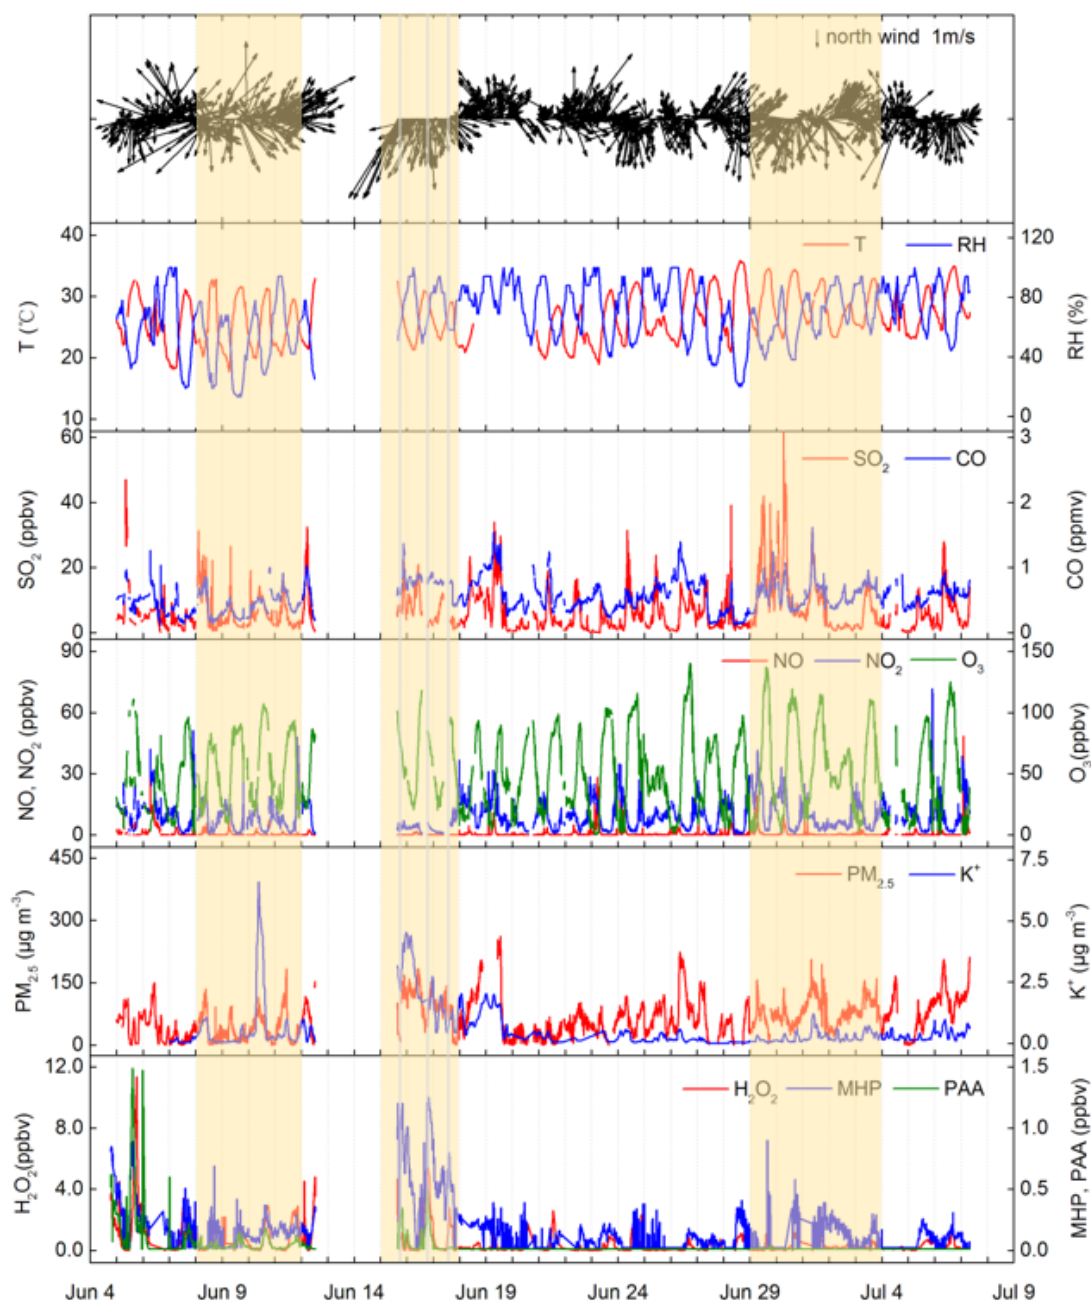 north wind 1m/s
40
30
20
10
T (℃)
T
RH
120
80
40
0
RH (%)
60
40
20
0
SO₂ (ppbv)
SO₂
CO
3
2
1
0
CO (ppmv)
90
60
30
0
NO, NO₂ (ppbv)
NO
NO₂
O₃
150
100
50
0
O₃(ppbv)
450
300
150
0
PM₂.₅ (μg m-³)
PM₂.₅
K⁺
7.5
5.0
2.5
0.0
K⁺ (μg m-³)
12.0
8.0
4.0
0.0
H₂O₂(ppbv)
H₂O₂
MHP
PAA
1.5
1.2
0.9
0.5
0.2
0.0
MHP, PAA (ppbv)
Jun 4 Jun 9 Jun 14 Jun 19 Jun 24 Jun 29 Jul 4 Jul 9